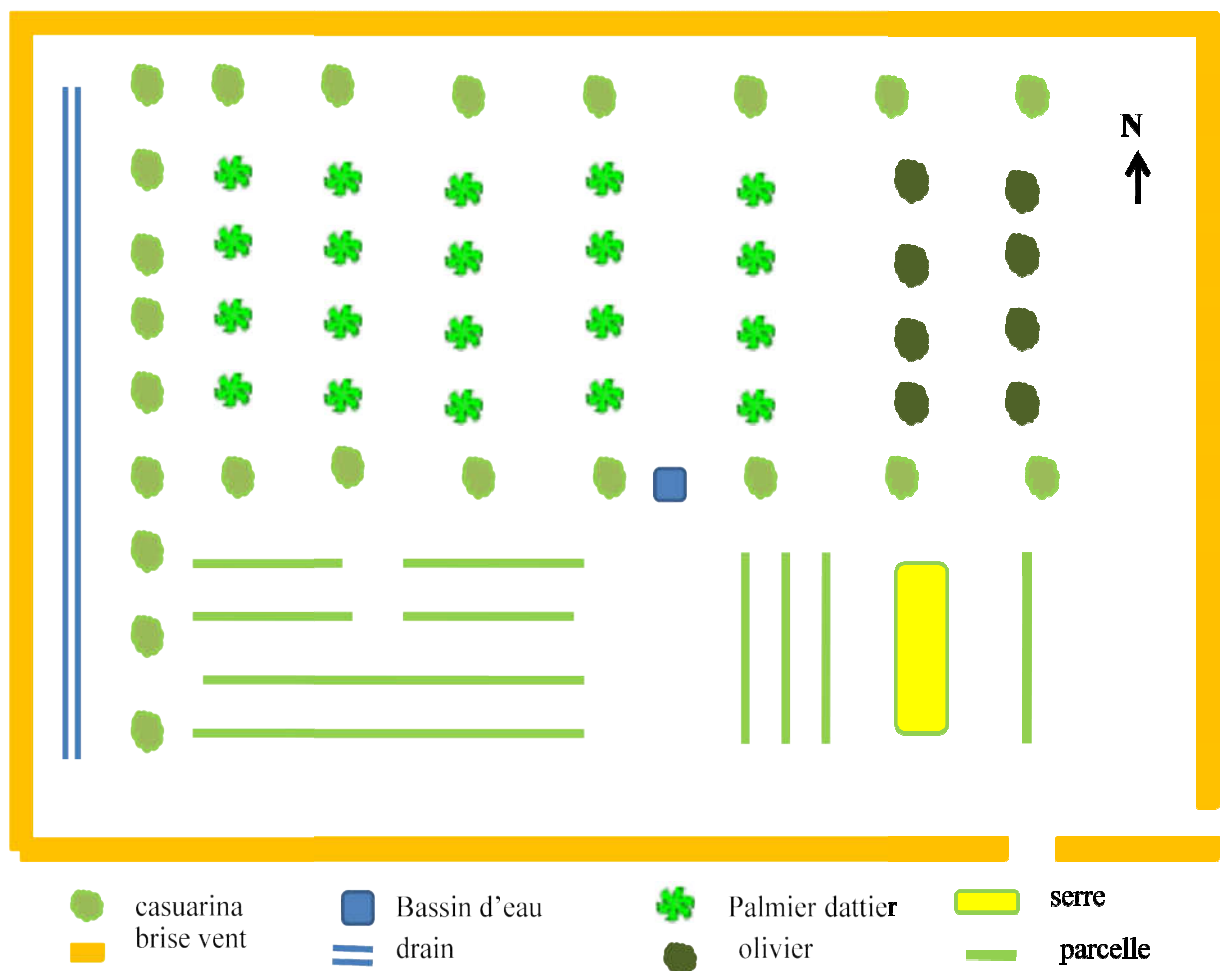 N
casuarina
Bassin d'eau
Palmier dattier
serre
brise vent
drain
olivier
parcelle